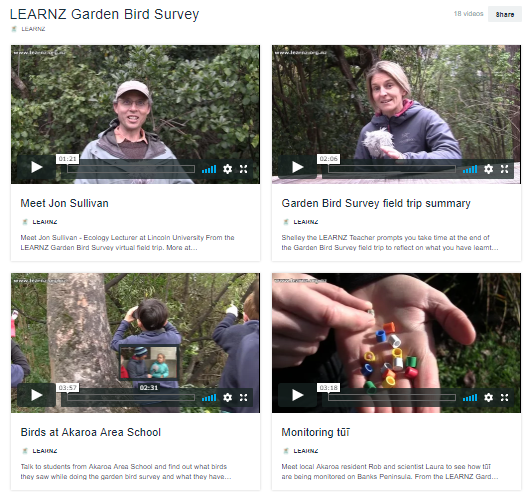 LEARNZ Garden Bird Survey
18 videos
Share
LEARNZ
www.learnz.org.nz
01:21
www.learnz.org.nz
02:06
Meet Jon Sullivan
LEARNZ
Meet Jon Sullivan - Ecology Lecturer at Lincoln University From the
LEARNZ Garden Bird Survey virtual field trip. More at...
Garden Bird Survey field trip summary
LEARNZ
Shelley the LEARNZ Teacher prompts you take time at the end of
the Garden Bird Survey field trip to reflect on what you have learnt...
www.learnz.org.nz
03:57
02:31
www.learnz.org.nz
03:18
Birds at Akaroa Area School
LEARNZ
Talk to students from Akaroa Area School and find out what birds
they saw while doing the garden bird survey and what they have...
Monitoring tūī
LEARNZ
Meet local Akaroa resident Rob and scientist Laura to see how tūī
are being monitored on Banks Peninsula. From the LEARNZ Gard...